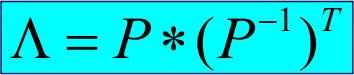 Λ = P * (P⁻¹)ᵀ